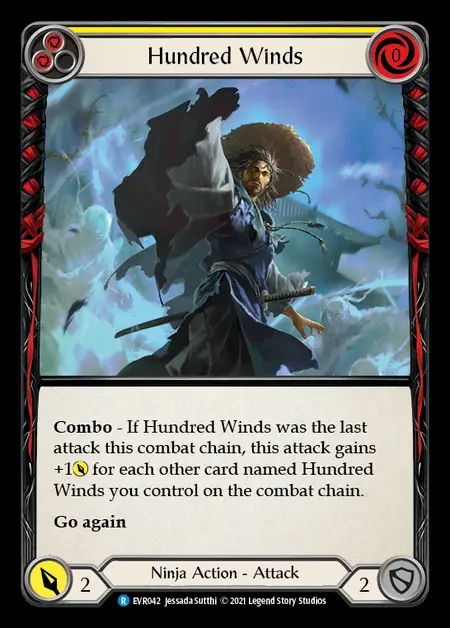 Hundred Winds
0
Combo - If Hundred Winds was the last
attack this combat chain, this attack gains
+1 for each other card named Hundred
Winds you control on the combat chain.
Go again
2
Ninja Action - Attack
2
R EVR042 Jessada Sutthi © 2021 Legend Story Studios